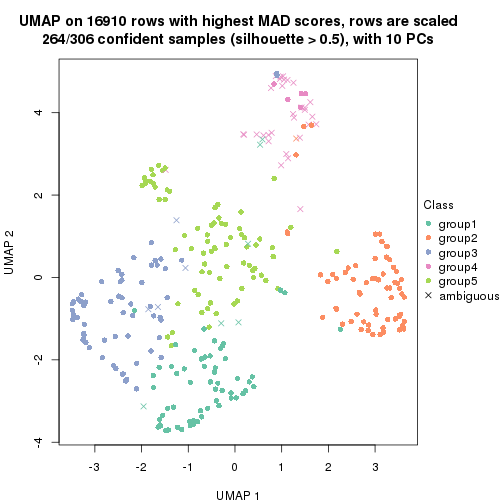 UMAP on 16910 rows with highest MAD scores, rows are scaled
264/306 confident samples (silhouette > 0.5), with 10 PCs
4
2
0
-2
-4
UMAP 2
-3
-2
-1
0
1
2
3
UMAP 1
Class
group1
group2
group3
group4
group5
ambiguous